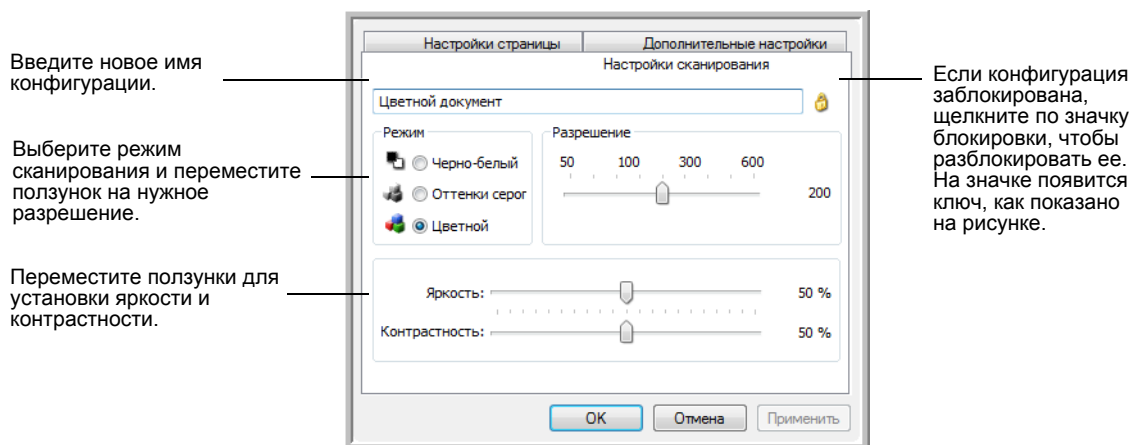 Введите новое имя
конфигурации.
Выберите режим
сканирования и переместите
ползунок на нужное
разрешение.
Переместите ползунки для
установки яркости и
контрастности.
Настройки страницы
Дополнительные настройки
Настройки сканирования
Цветной документ
Режим
Черно-белый
Оттенки серог
Цветной
Разрешение
50 100 300 600
200
Яркость: 50 %
Контрастность: 50 %
OK Отмена Применить
Если конфигурация
заблокирована,
щелкните по значку
блокировки, чтобы
разблокировать ее.
На значке появится
ключ, как показано
на рисунке.